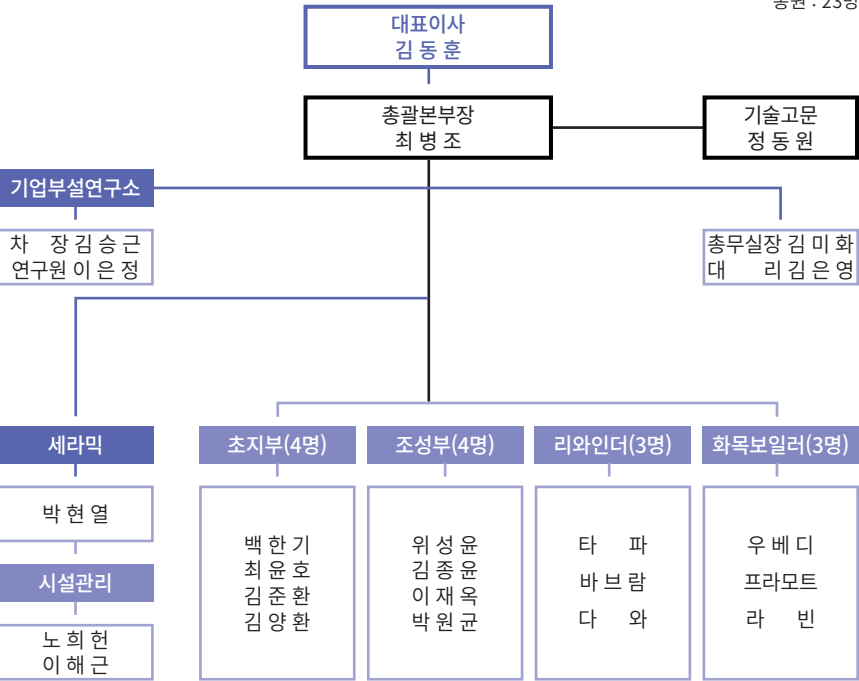 총원 : 23명
대표이사
김 동 훈
총괄본부장
최 병 조
기술고문
정 동 원
기업부설연구소
차 장 김 승 근
연구원 이 은 정
총무실장 김 미 화
대 리 김 은 영
세라믹
박 현 열
시설관리
노 희 헌
이 해 근
초지부(4명)
백 한 기
최 윤 호
김 준 환
김 양 환
조성부(4명)
위 성 윤
김 종 윤
이 재 옥
박 원 균
리와인더(3명)
타 파
바 브 람
다 와
화목보일러(3명)
우 베 디
프라모트
라 빈